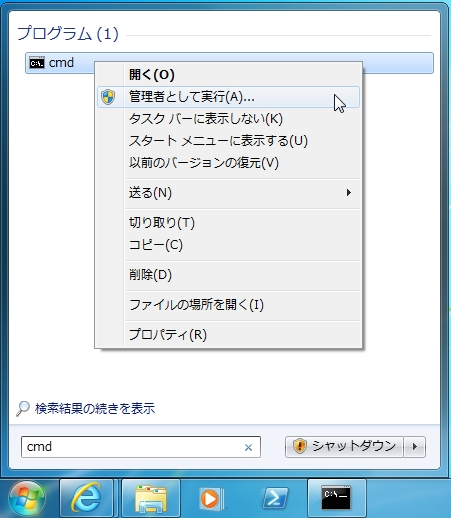 プログラム (1)
cmd
開く(O)
管理者として実行(A)...
タスク バーに表示しない(K)
スタート メニューに表示する(U)
以前のバージョンの復元(V)
送る(N)
切り取り(T)
コピー(C)
削除(D)
ファイルの場所を開く(I)
プロパティ(R)
検索結果の続きを表示
cmd
シャットダウン